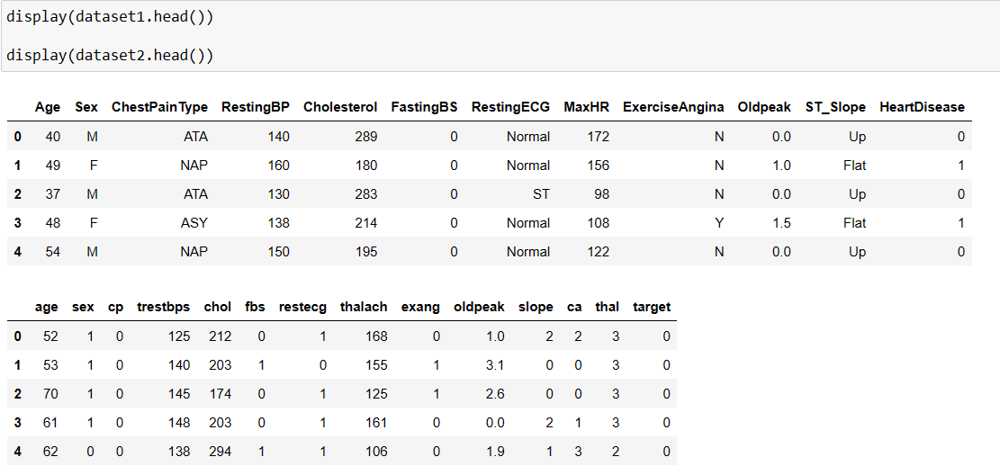 display(dataset1.head())
display(dataset2.head())
Age Sex ChestPainType RestingBP Cholesterol FastingBS RestingECG MaxHR ExerciseAngina Oldpeak ST_Slope HeartDisease
0 40 M ATA 140 289 0 Normal 172 N 0.0 Up 0
1 49 F NAP 160 180 0 Normal 156 N 1.0 Flat 1
2 37 M ATA 130 283 0 ST 98 N 0.0 Up 0
3 48 F ASY 138 214 0 Normal 108 Y 1.5 Flat 1
4 54 M NAP 150 195 0 Normal 122 N 0.0 Up 0
age sex cp trestbps chol fbs restecg thalach exang oldpeak slope ca thal target
0 52 1 0 125 212 0 1 168 0 1.0 2 2 3 0
1 53 1 0 140 203 1 0 155 1 3.1 0 0 3 0
2 70 1 0 145 174 0 1 125 1 2.6 0 0 3 0
3 61 1 0 148 203 0 1 161 0 0.0 2 1 3 0
4 62 0 0 138 294 1 1 106 0 1.9 1 3 2 0